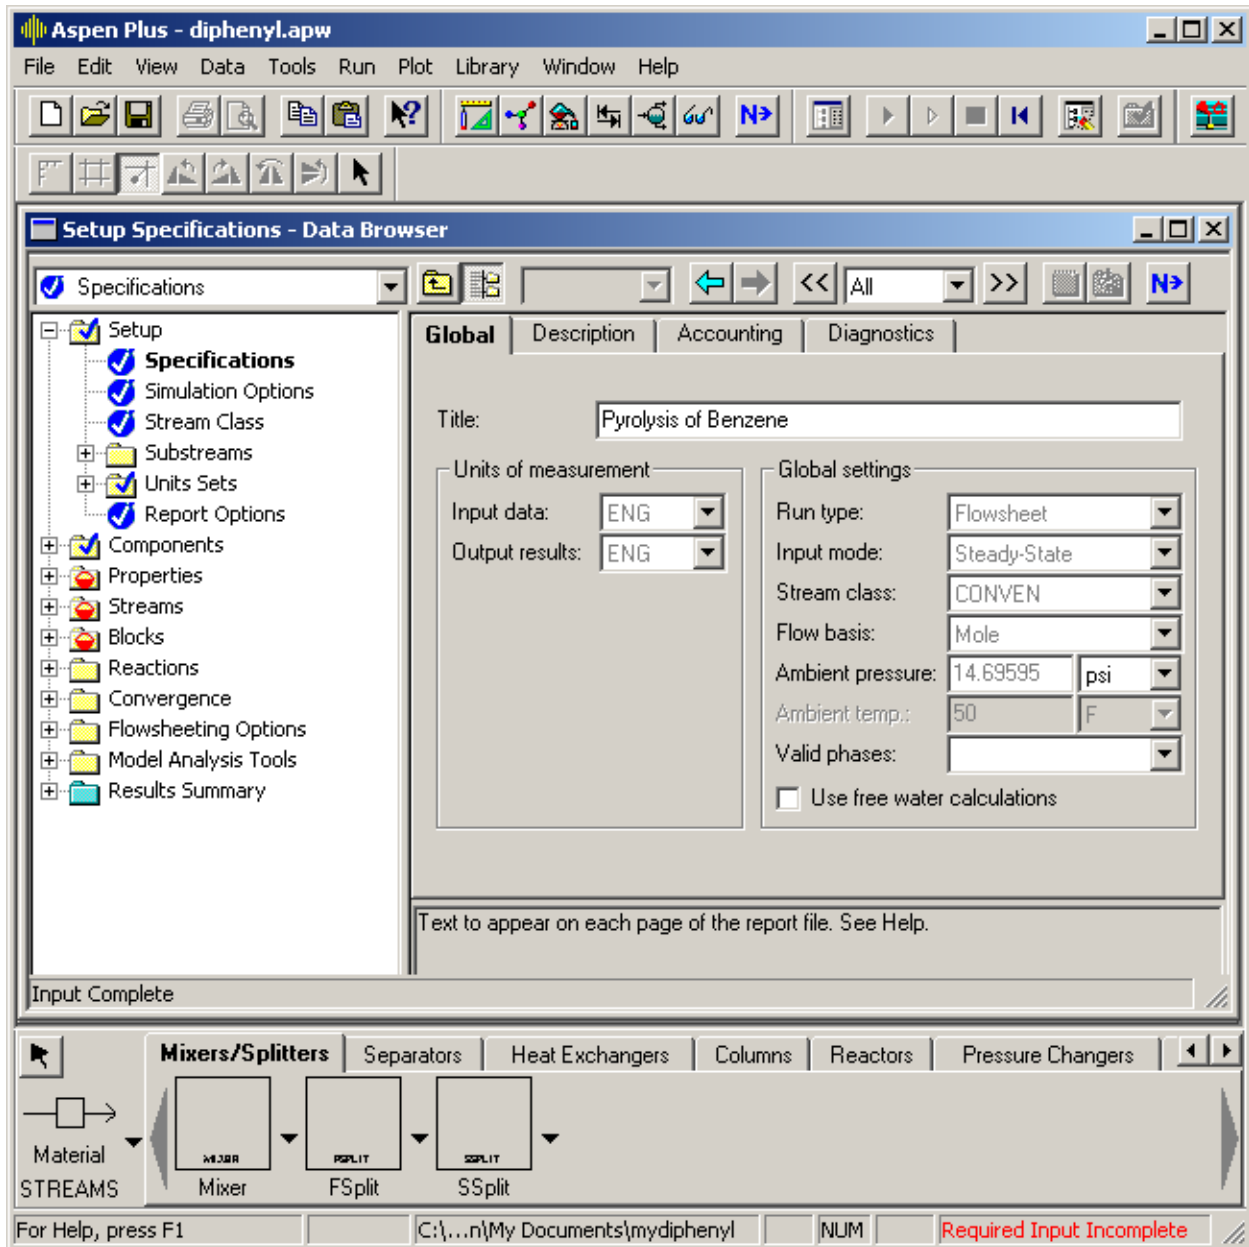 Aspen Plus - diphenyl.apw
File Edit View Data Tools Run Plot Library Window Help
N
Setup Specifications - Data Browser
Specifications
<< All >> N
Setup
Specifications
Simulation Options
Stream Class
Substreams
Units Sets
Report Options
Components
Properties
Streams
Blocks
Reactions
Convergence
Flowsheeting Options
Model Analysis Tools
Results Summary
Global Description Accounting Diagnostics
Title: Pyrolysis of Benzene
Units of measurement
Input data: ENG
Output results: ENG
Global settings
Run type: Flowsheet
Input mode: Steady-State
Stream class: CONVEN
Flow basis: Mole
Ambient pressure: 14.69595 psi
Ambient temp.: 50 F
Valid phases:
Use free water calculations
Text to appear on each page of the report file. See Help.
Input Complete
Mixers/Splitters Separators Heat Exchangers Columns Reactors Pressure Changers
Material
STREAMS
MIXER
Mixer
FSPLIT
FSplit
SSPLIT
SSplit
For Help, press F1 C:\...n\My Documents\mydiphenyl NUM Required Input Incomplete